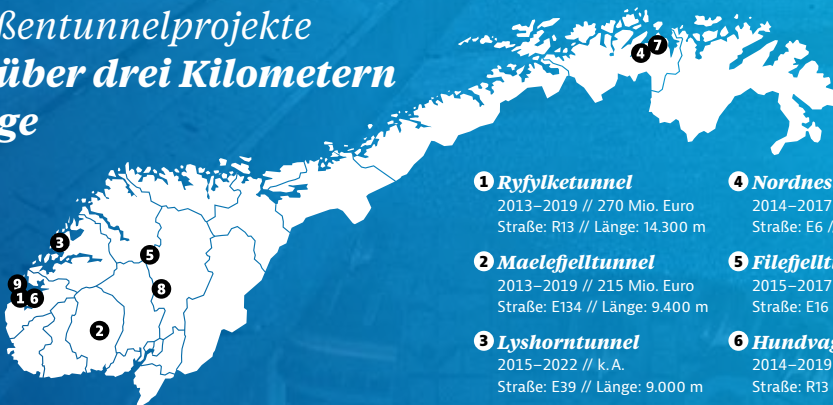 ßentunnelprojekte
über drei Kilometern
ge
4 7
3
5
9
8
1 6
2
1 Ryfylketunnel
2013–2019 // 270 Mio. Euro
Straße: R13 // Länge: 14.300 m
2 Maelefjelltunnel
2013–2019 // 215 Mio. Euro
Straße: E134 // Länge: 9.400 m
3 Lyshorntunnel
2015–2022 // k. A.
Straße: E39 // Länge: 9.000 m
4 Nordnes
2014–2017
Straße: E6 //
5 Filefjellt
2015–2017
Straße: E16
6 Hundvag
2014–2019
Straße: R13